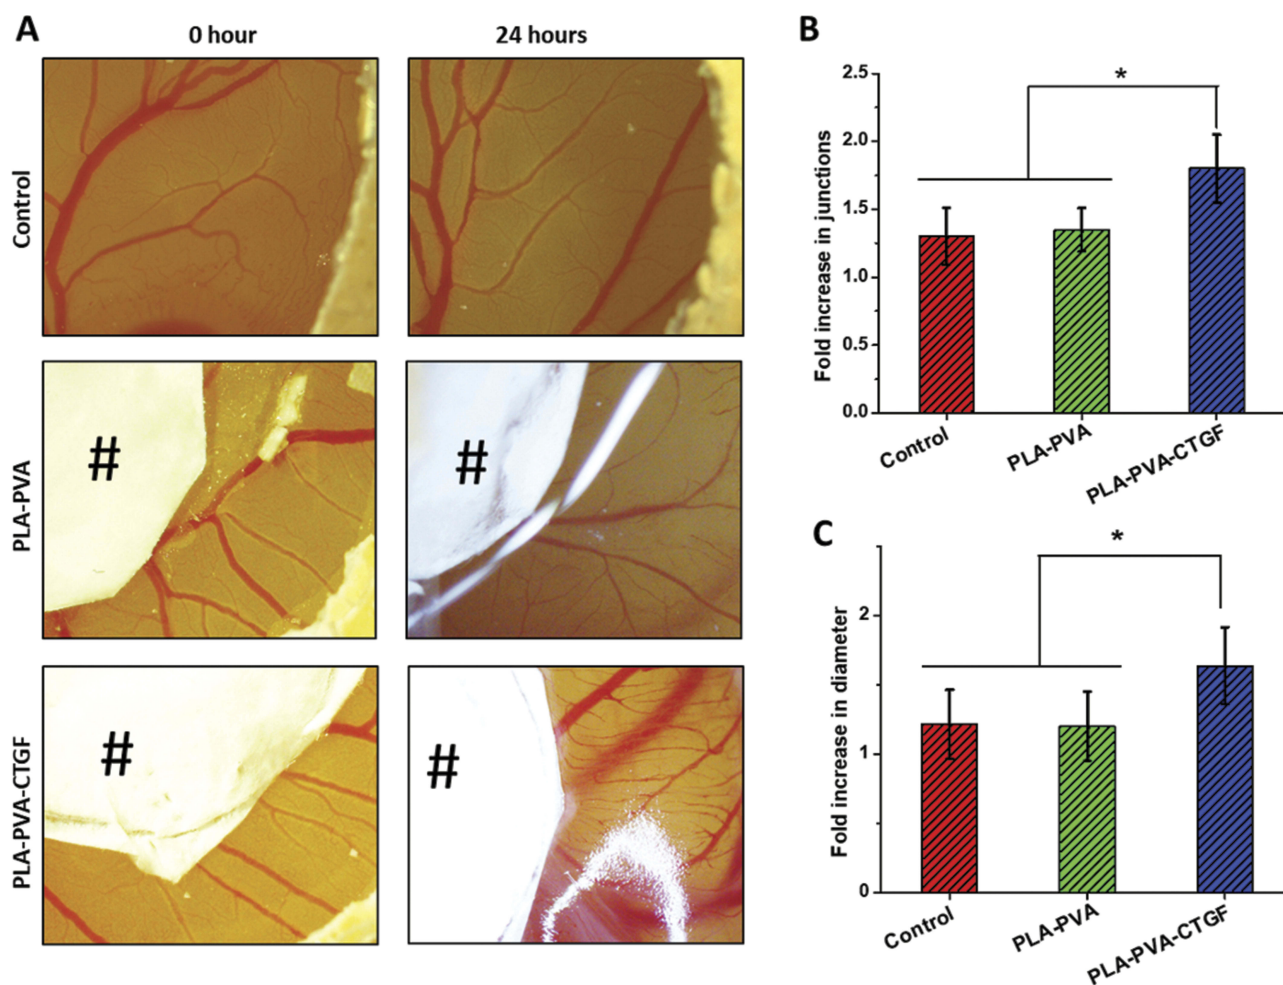 A
0 hour
24 hours
Control
#
#
PLA-PVA
#
#
PLA-PVA-CTGF
B
*
2.5
2.0
1.5
1.0
0.5
0.0
Fold increase in junctions
Control
PLA-PVA
PLA-PVA-CTGF
C
*
2
1
0
Fold increase in diameter
Control
PLA-PVA
PLA-PVA-CTGF